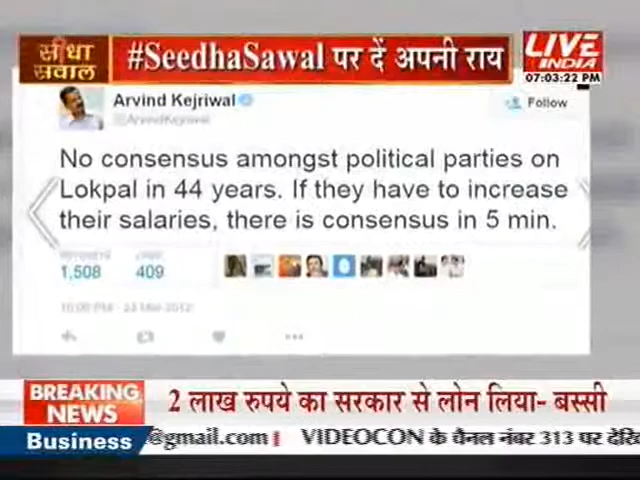 सीधा
सवाल
#SeedhaSawal पर दें अपनी राय
LIVE
INDIA
07:03:22 PM
Arvind Kejriwal
@ArvindKejriwal
Follow
No consensus amongst political parties on
Lokpal in 44 years. If they have to increase
their salaries, there is consensus in 5 min.
1,508
409
BREAKING
NEWS
2 लाख रुपये का सरकार से लोन लिया- बस्सी
Business
@gmail.com
VIDEOCON के चैनल नंबर 313 पर